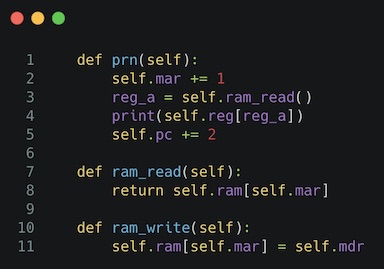 1 def prn(self):
2 self.mar += 1
3 reg_a = self.ram_read()
4 print(self.reg[reg_a])
5 self.pc += 2
6
7 def ram_read(self):
8 return self.ram[self.mar]
9
10 def ram_write(self):
11 self.ram[self.mar] = self.mdr